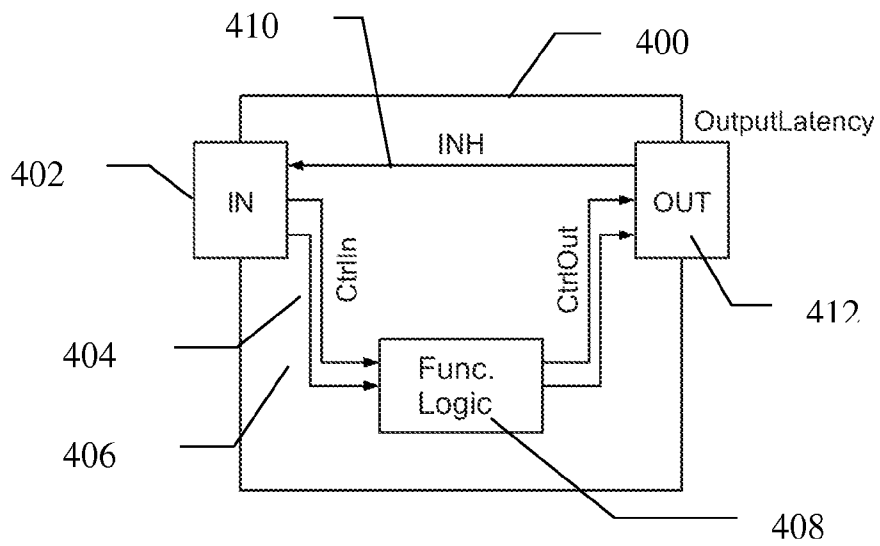 410
400
OutputLatency
INH
402
IN
OUT
CtrlIn
CtrlOut
412
404
Func.
Logic
406
408